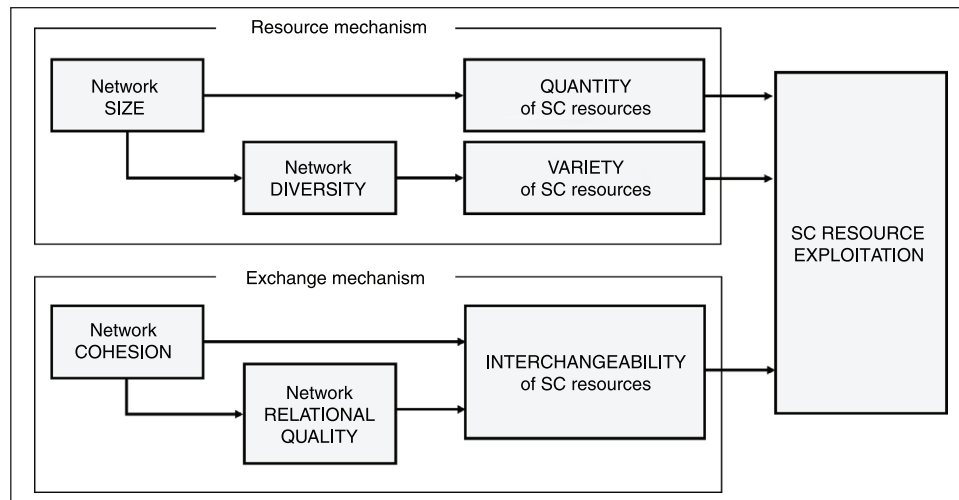 Resource mechanism
Network
SIZE
QUANTITY
of SC resources
Network
DIVERSITY
VARIETY
of SC resources
SC RESOURCE
EXPLOITATION
Exchange mechanism
Network
COHESION
INTERCHANGEABILITY
of SC resources
Network
RELATIONAL
QUALITY